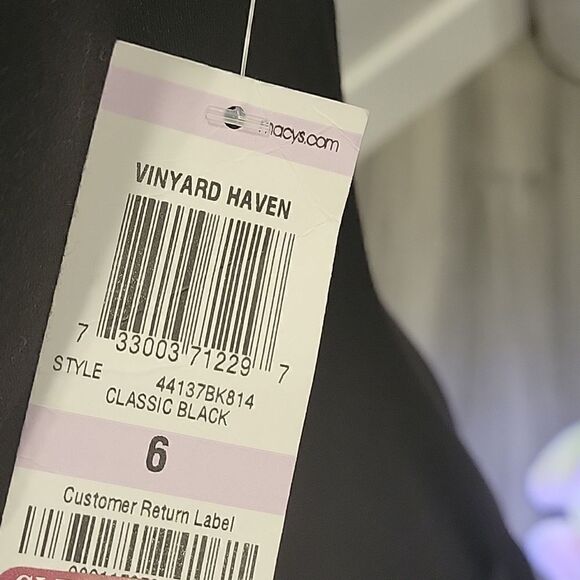 macys.com
VINYARD HAVEN
7 33003 71229 7
STYLE 44137BK814
CLASSIC BLACK
6
Customer Return Label